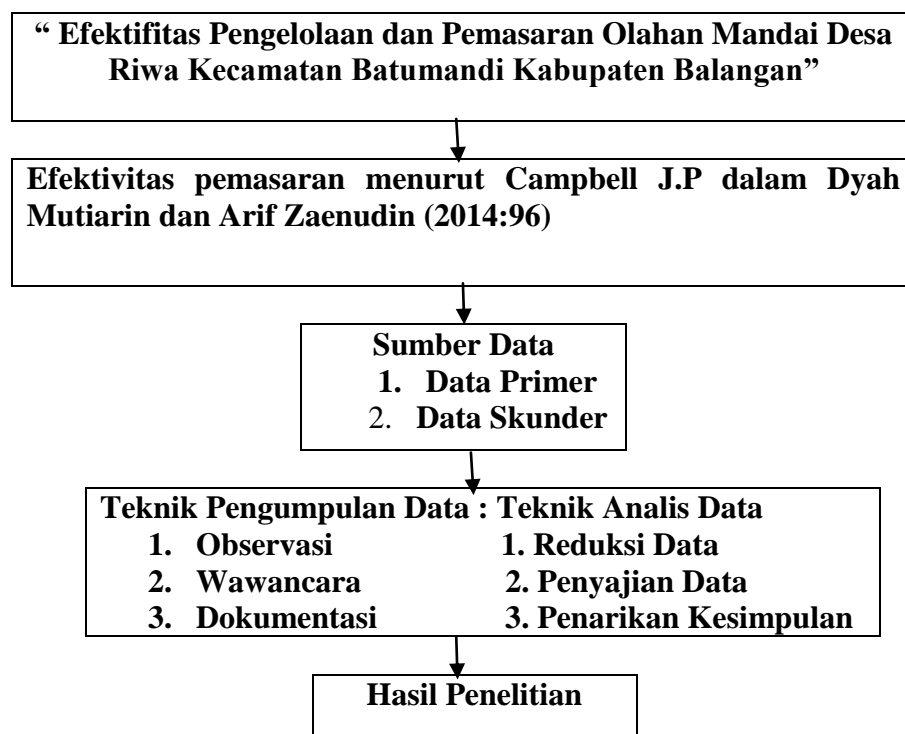 “ Efektifitas Pengelolaan dan Pemasaran Olahan Mandai Desa
Riwa Kecamatan Batumandi Kabupaten Balangan”
Efektivitas pemasaran menurut Campbell J.P dalam Dyah
Mutiarin dan Arif Zaenudin (2014:96)
Sumber Data
1. Data Primer
2. Data Skunder
Teknik Pengumpulan Data : Teknik Analis Data
1. Observasi 1. Reduksi Data
2. Wawancara 2. Penyajian Data
3. Dokumentasi 3. Penarikan Kesimpulan
Hasil Penelitian